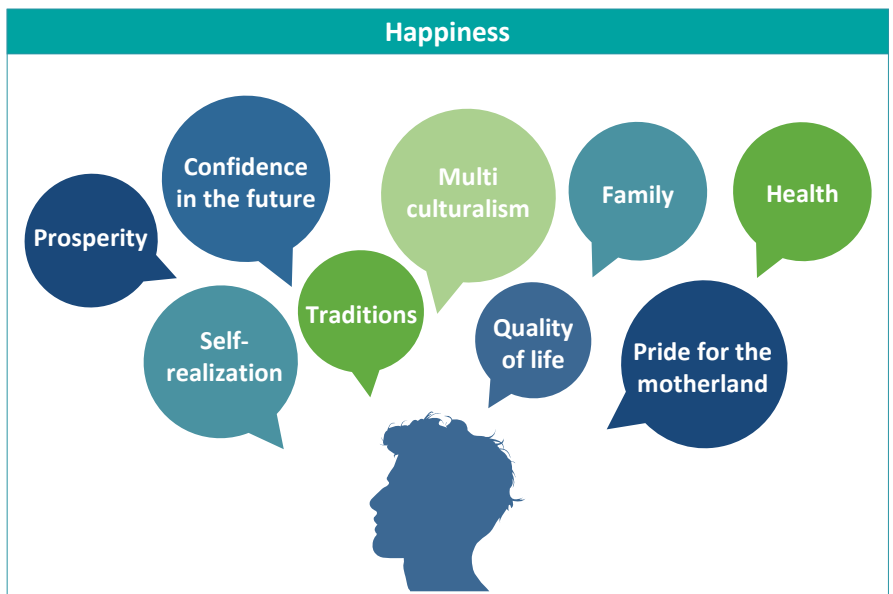 Happiness
Prosperity
Confidence
in the future
Multi
culturalism
Family
Health
Self-
realization
Traditions
Quality
of life
Pride for the
motherland